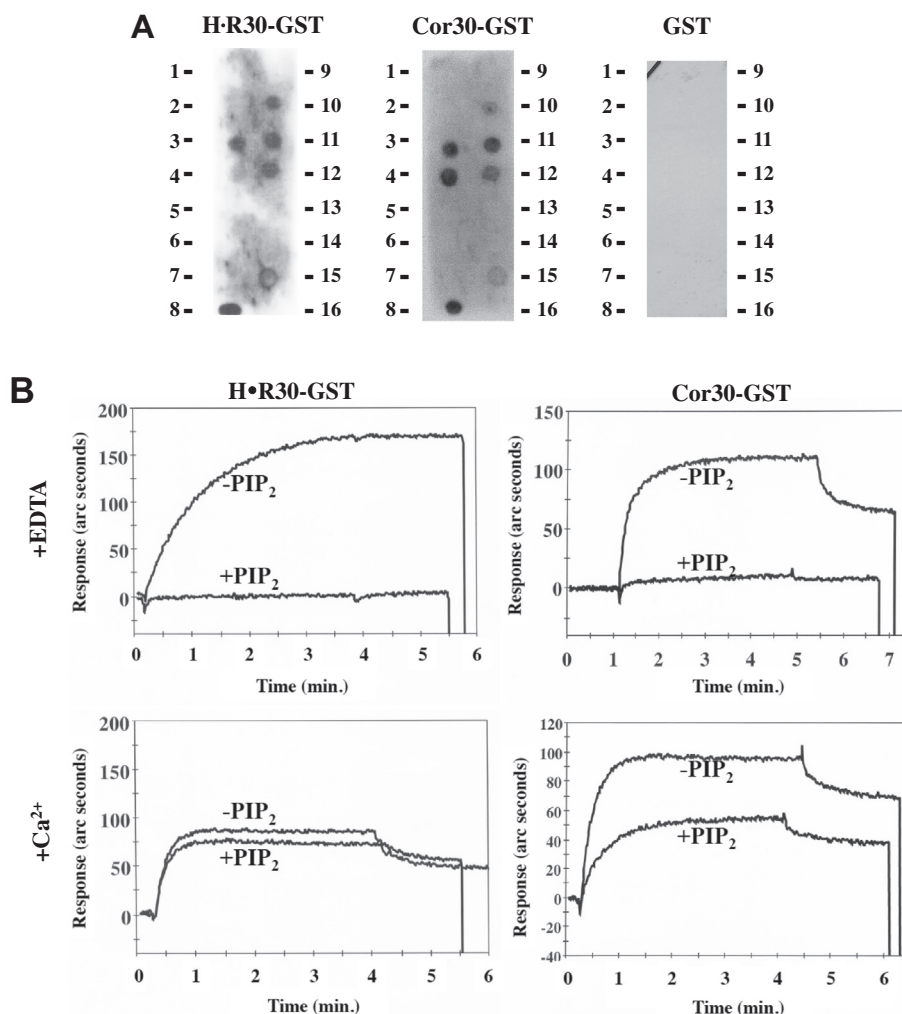 A
H·R30-GST Cor30-GST GST
1 - - 9 1 - - 9 1 - - 9
2 - - 10 2 - - 10 2 - - 10
3 - - 11 3 - - 11 3 - - 11
4 - - 12 4 - - 12 4 - - 12
5 - - 13 5 - - 13 5 - - 13
6 - - 14 6 - - 14 6 - - 14
7 - - 15 7 - - 15 7 - - 15
8 - - 16 8 - - 16 8 - - 16
B
H•R30-GST
+EDTA
Response (arc seconds)
200
150
100
50
0
-PIP₂
+PIP₂
0 1 2 3 4 5 6
Time (min.)
Cor30-GST
Response (arc seconds)
150
100
50
0
-PIP₂
+PIP₂
0 1 2 3 4 5 6 7
Time (min.)
+Ca²⁺
Response (arc seconds)
200
150
100
50
0
-PIP₂
+PIP₂
0 1 2 3 4 5 6
Time (min.)
Response (arc seconds)
120
100
80
60
40
20
0
-20
-40
-PIP₂
+PIP₂
0 1 2 3 4 5 6
Time (min.)